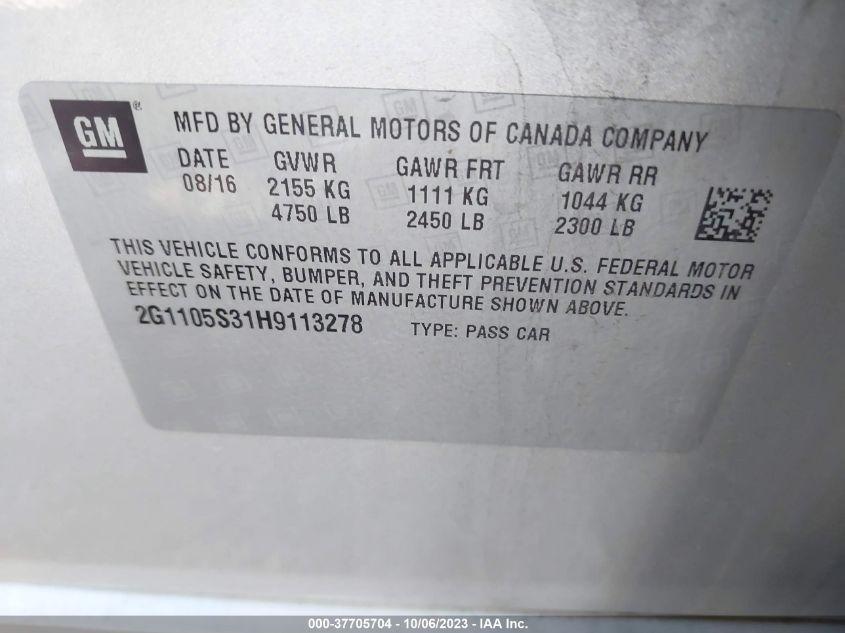 GM®
MFD BY GENERAL MOTORS OF CANADA COMPANY
DATE GVWR GAWR FRT GAWR RR
08/16 2155 KG 1111 KG 1044 KG
4750 LB 2450 LB 2300 LB
THIS VEHICLE CONFORMS TO ALL APPLICABLE U.S. FEDERAL MOTOR
VEHICLE SAFETY, BUMPER, AND THEFT PREVENTION STANDARDS IN
EFFECT ON THE DATE OF MANUFACTURE SHOWN ABOVE.
2G1105S31H9113278 TYPE: PASS CAR
000-37705704 - 10/06/2023 - IAA Inc.